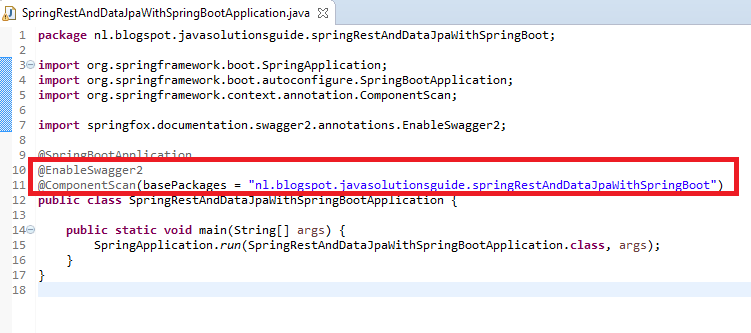 SpringRestAndDataJpaWithSpringBootApplication.java
1 package nl.blogspot.javasolutionsguide.springRestAndDataJpaWithSpringBoot;
2
3 import org.springframework.boot.SpringApplication;
4 import org.springframework.boot.autoconfigure.SpringBootApplication;
5 import org.springframework.context.annotation.ComponentScan;
6
7 import springfox.documentation.swagger2.annotations.EnableSwagger2;
8
9 @SpringBootApplication
10 @EnableSwagger2
11 @ComponentScan(basePackages = "nl.blogspot.javasolutionsguide.springRestAndDataJpaWithSpringBoot")
12 public class SpringRestAndDataJpaWithSpringBootApplication {
13
14 public static void main(String[] args) {
15 SpringApplication.run(SpringRestAndDataJpaWithSpringBootApplication.class, args);
16 }
17 }
18